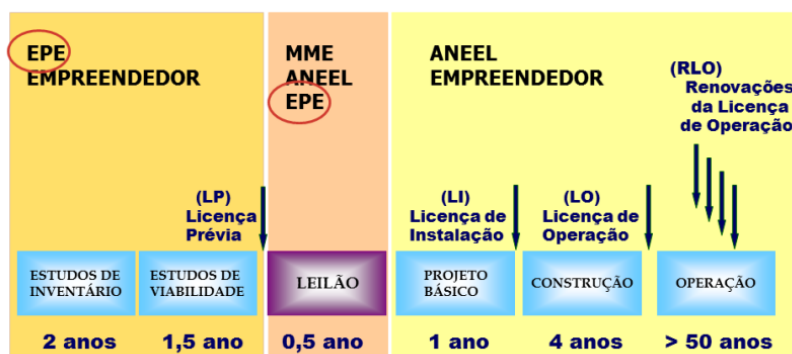 EPE
EMPREENDEDOR
MME
ANEEL
EPE
ANEEL
EMPREENDEDOR
(RLO)
Renovações
da Licença
de Operação
(LP)
Licença
Prévia
(LI)
Licença de
Instalação
(LO)
Licença de
Operação
ESTUDOS DE
INVENTÁRIO
ESTUDOS DE
VIABILIDADE
LEILÃO
PROJETO
BÁSICO
CONSTRUÇÃO
OPERAÇÃO
2 anos
1,5 ano
0,5 ano
1 ano
4 anos
> 50 anos